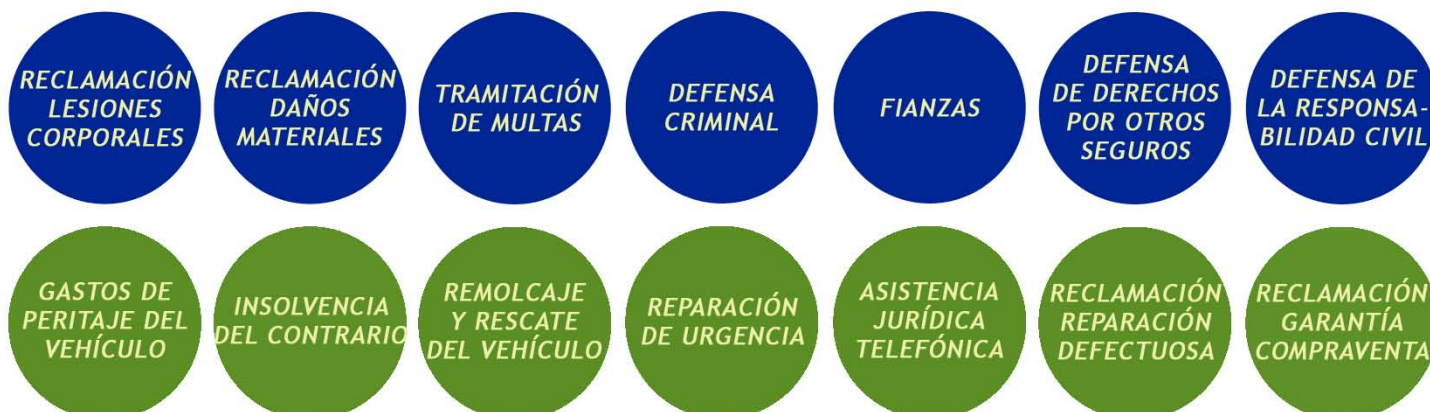 RECLAMACIÓN
LESIONES
CORPORALES
RECLAMACIÓN
DAÑOS
MATERIALES
TRAMITACIÓN
DE MULTAS
DEFENSA
CRIMINAL
FIANZAS
DEFENSA
DE DERECHOS
POR OTROS
SEGUROS
DEFENSA DE
LA RESPONSA-
BILIDAD CIVIL
GASTOS DE
PERITAJE DEL
VEHÍCULO
INSOLVENCIA
DEL CONTRARIO
REMOLCAJE
Y RESCATE
DEL VEHÍCULO
REPARACIÓN
DE URGENCIA
ASISTENCIA
JURÍDICA
TELEFÓNICA
RECLAMACIÓN
REPARACIÓN
DEFECTUOSA
RECLAMACIÓN
GARANTÍA
COMPRAVENTA